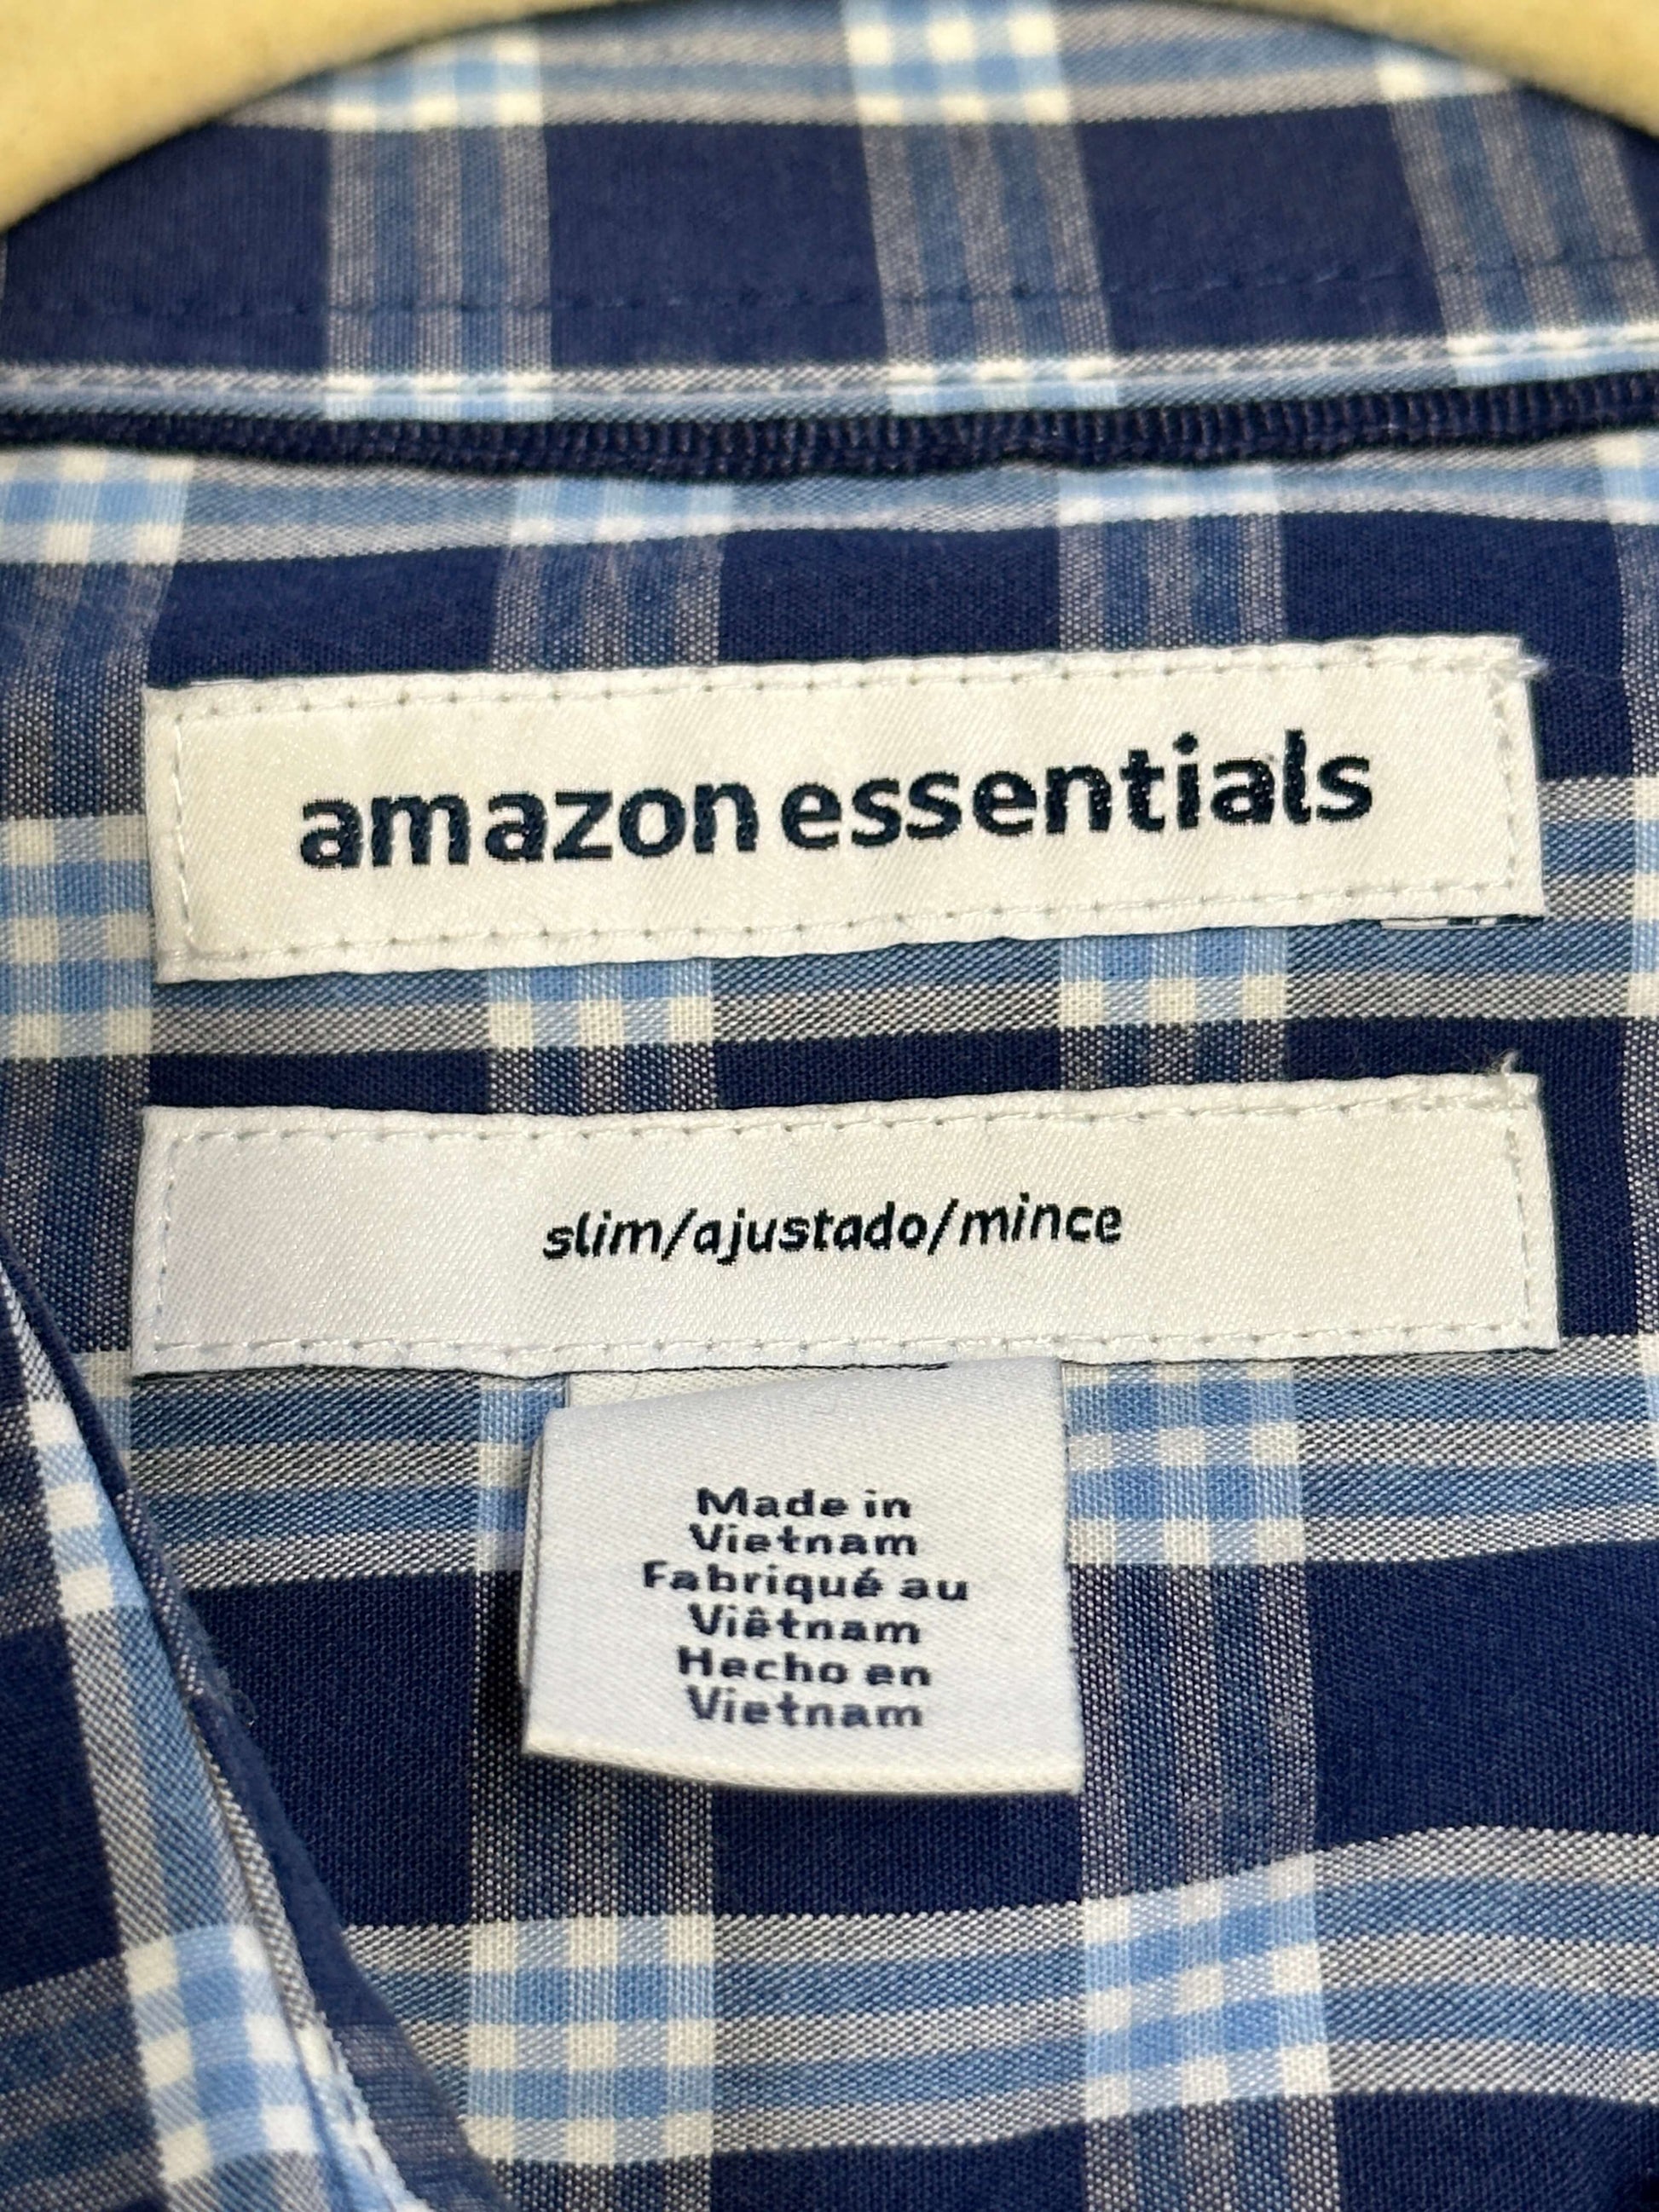 amazon essentials
slim/ajustado/mince
Made in
Vietnam
Fabriqué au
Viêtnam
Hecho en
Vietnam